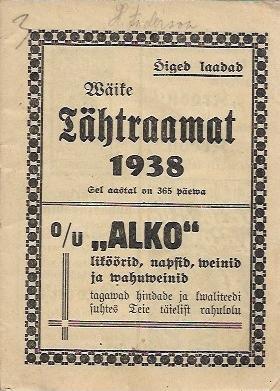 Õiged laadad
Wäike
Tähtraamat
1938
Sel aastal on 365 päewa
o/u „ALKO“
liköörid, napsid, weinid
ja wahuweinid
tagawad hindade ja kwaliteedi
suhtes Teie täielist rahulolu